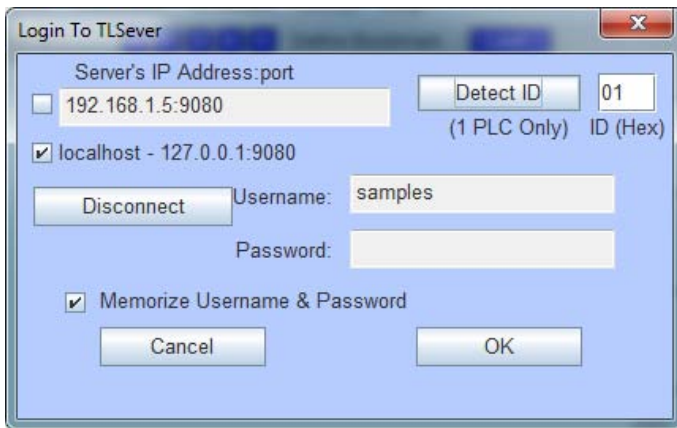 Login To TLSever
Server's IP Address:port
192.168.1.5:9080
Detect ID
01
(1 PLC Only)
ID (Hex)
localhost - 127.0.0.1:9080
Disconnect
Username:
samples
Password:
Memorize Username & Password
Cancel
OK